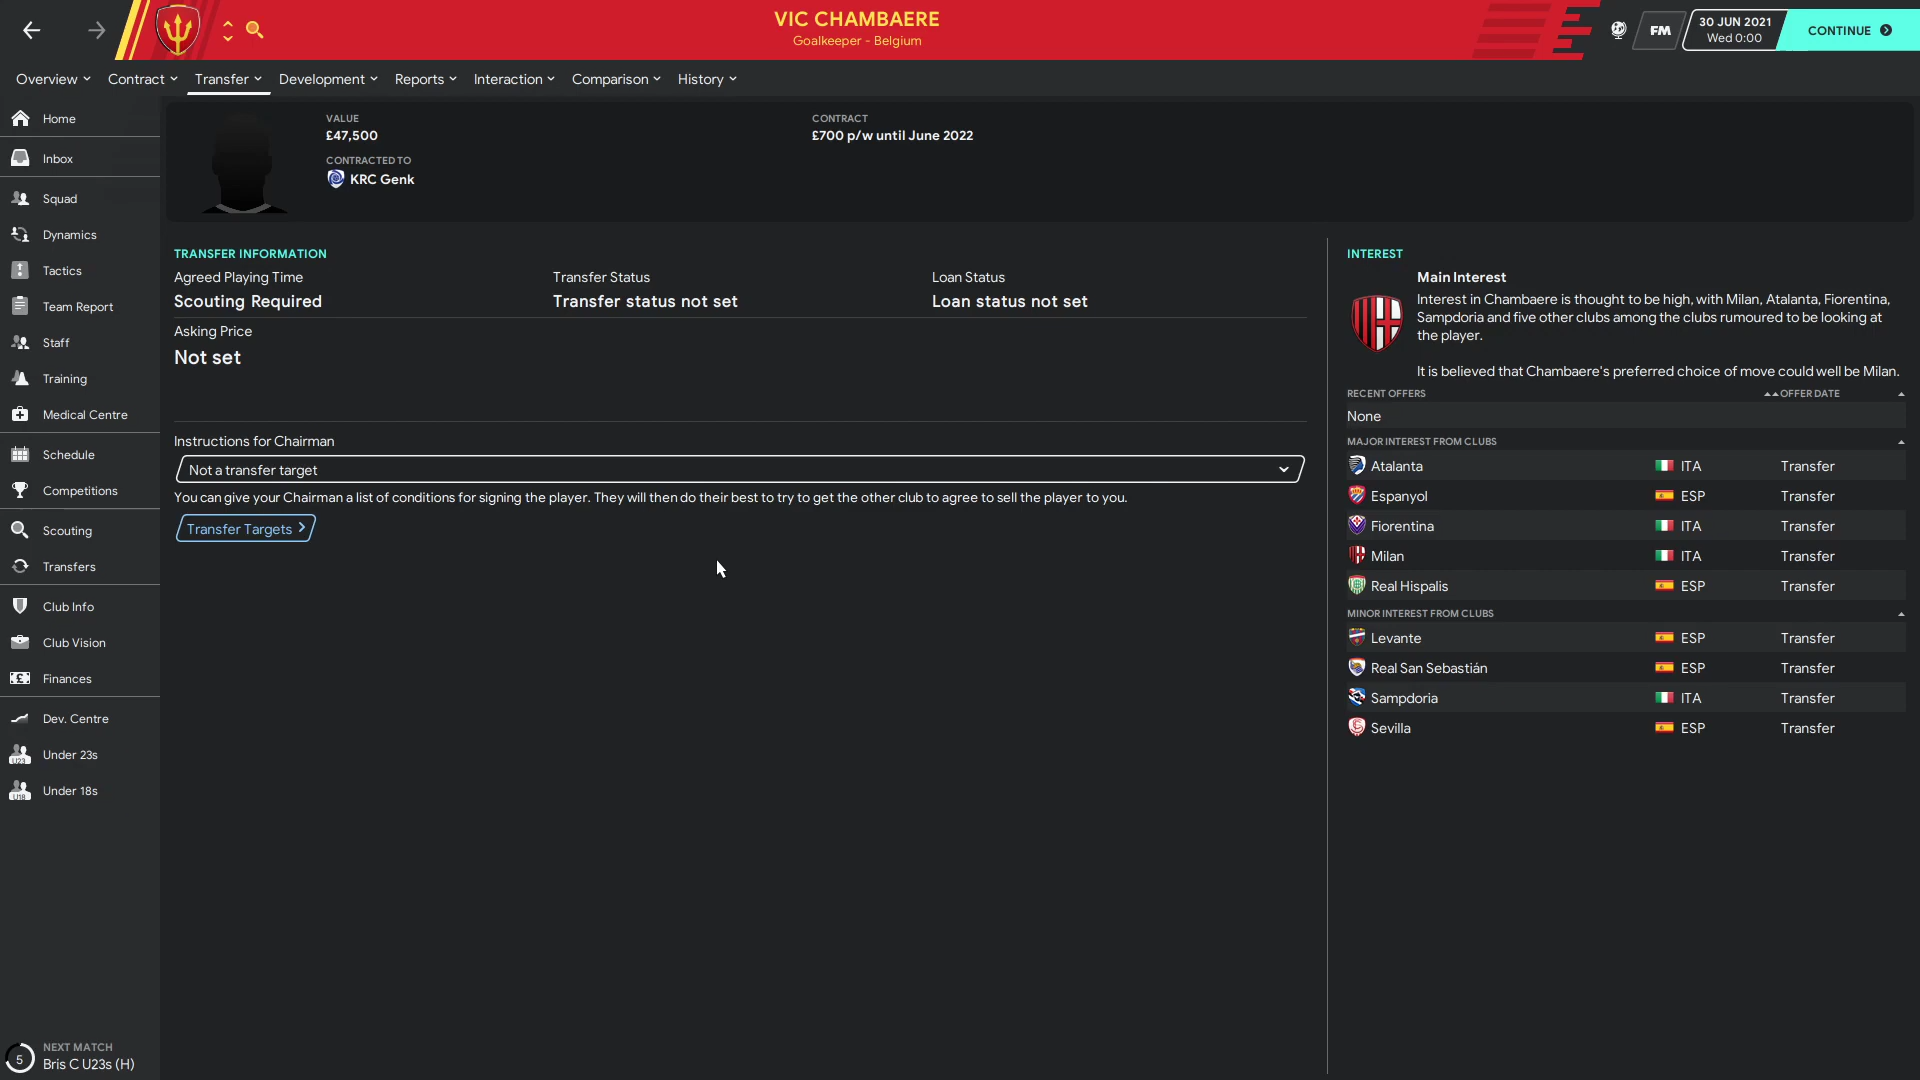 VIC CHAMBAERE
Goalkeeper - Belgium
FM
30 JUN 2021
Wed 0:00
CONTINUE
Overview
Contract
Transfer
Development
Reports
Interaction
Comparison
History
Home
Inbox
Squad
Dynamics
Tactics
Team Report
Staff
Training
Medical Centre
Schedule
Competitions
Scouting
Transfers
Club Info
Club Vision
Finances
Dev. Centre
U23
Under 23s
U18
Under 18s
5
NEXT MATCH
Bris C U23s (H)
VALUE
£47,500
CONTRACTED TO
KRC Genk
CONTRACT
£700 p/w until June 2022
TRANSFER INFORMATION
Agreed Playing Time
Scouting Required
Transfer Status
Transfer status not set
Loan Status
Loan status not set
Asking Price
Not set
Instructions for Chairman
Not a transfer target
You can give your Chairman a list of conditions for signing the player. They will then do their best to try to get the other club to agree to sell the player to you.
Transfer Targets
INTEREST
Main Interest
Interest in Chambaere is thought to be high, with Milan, Atalanta, Fiorentina,
Sampdoria and five other clubs among the clubs rumoured to be looking at
the player.
It is believed that Chambaere's preferred choice of move could well be Milan.
RECENT OFFERS OFFER DATE
None
MAJOR INTEREST FROM CLUBS
Atalanta ITA Transfer
Espanyol ESP Transfer
Fiorentina ITA Transfer
Milan ITA Transfer
Real Hispalis ESP Transfer
MINOR INTEREST FROM CLUBS
Levante ESP Transfer
Real San Sebastián ESP Transfer
Sampdoria ITA Transfer
Sevilla ESP Transfer